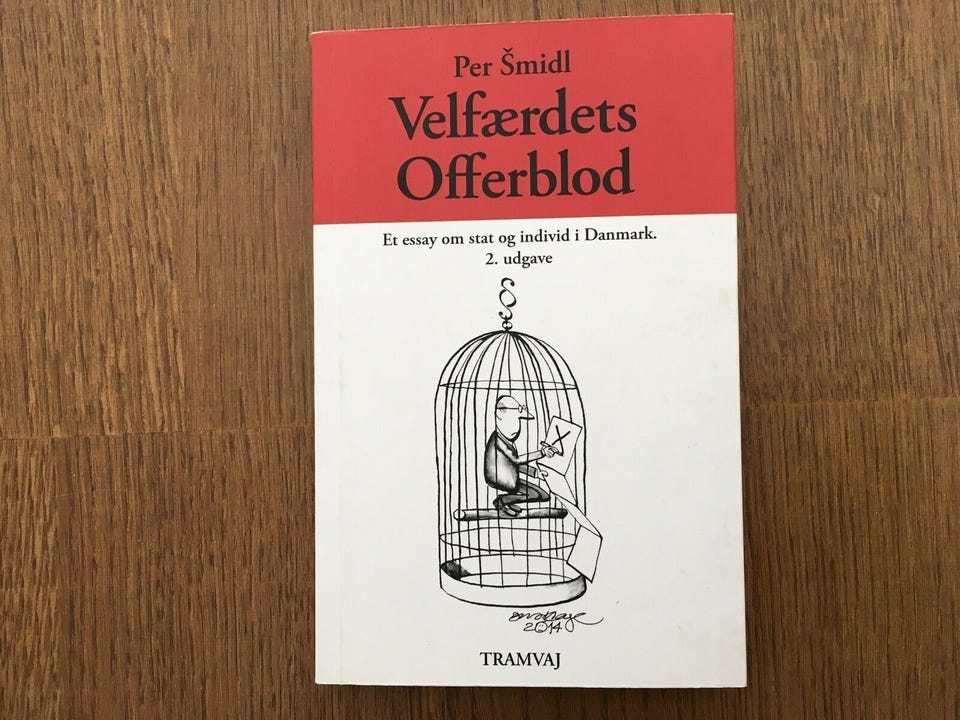 Per Šmidl
Velfærdets
Offerblod
Et essay om stat og individ i Danmark.
2. udgave
§
2014
TRAMVAJ